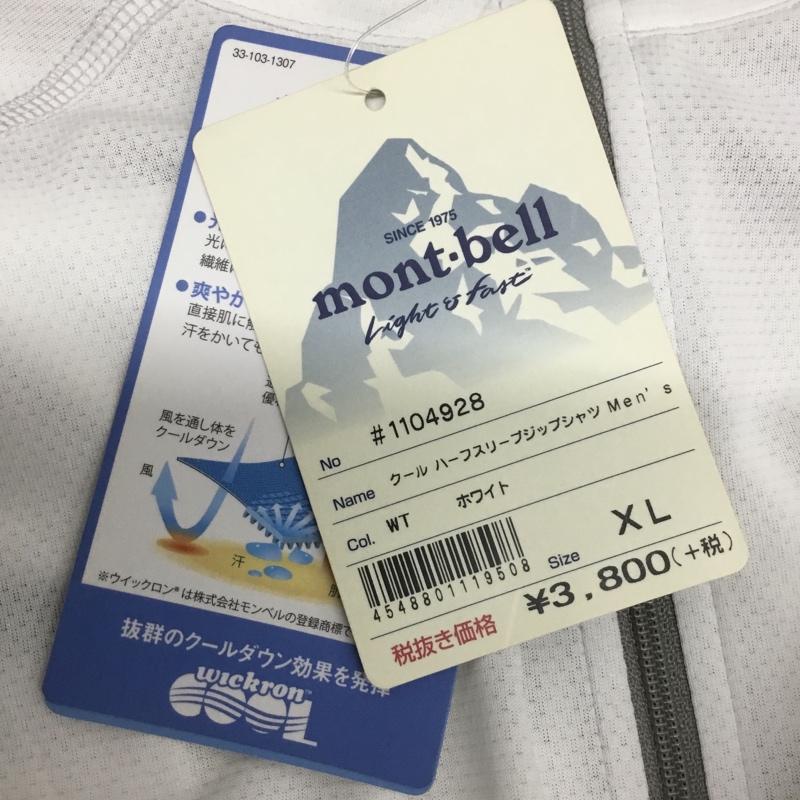 33-103-1307
光に
繊維に
爽やか
直接肌に
汗をかいても
風を通し体を
クールダウン
風
汗
※ウイックロン®は株式会社モンベルの登録商標で
抜群のクールダウン効果を発揮
wickron™
COOL
SINCE 1975
mont·bell
Light & Fast™
No #1104928
Name クール ハーフスリーブジップシャツ Men's
Col. WT ホワイト
4548801119508
Size XL
税抜き価格 ¥3,800(+税)